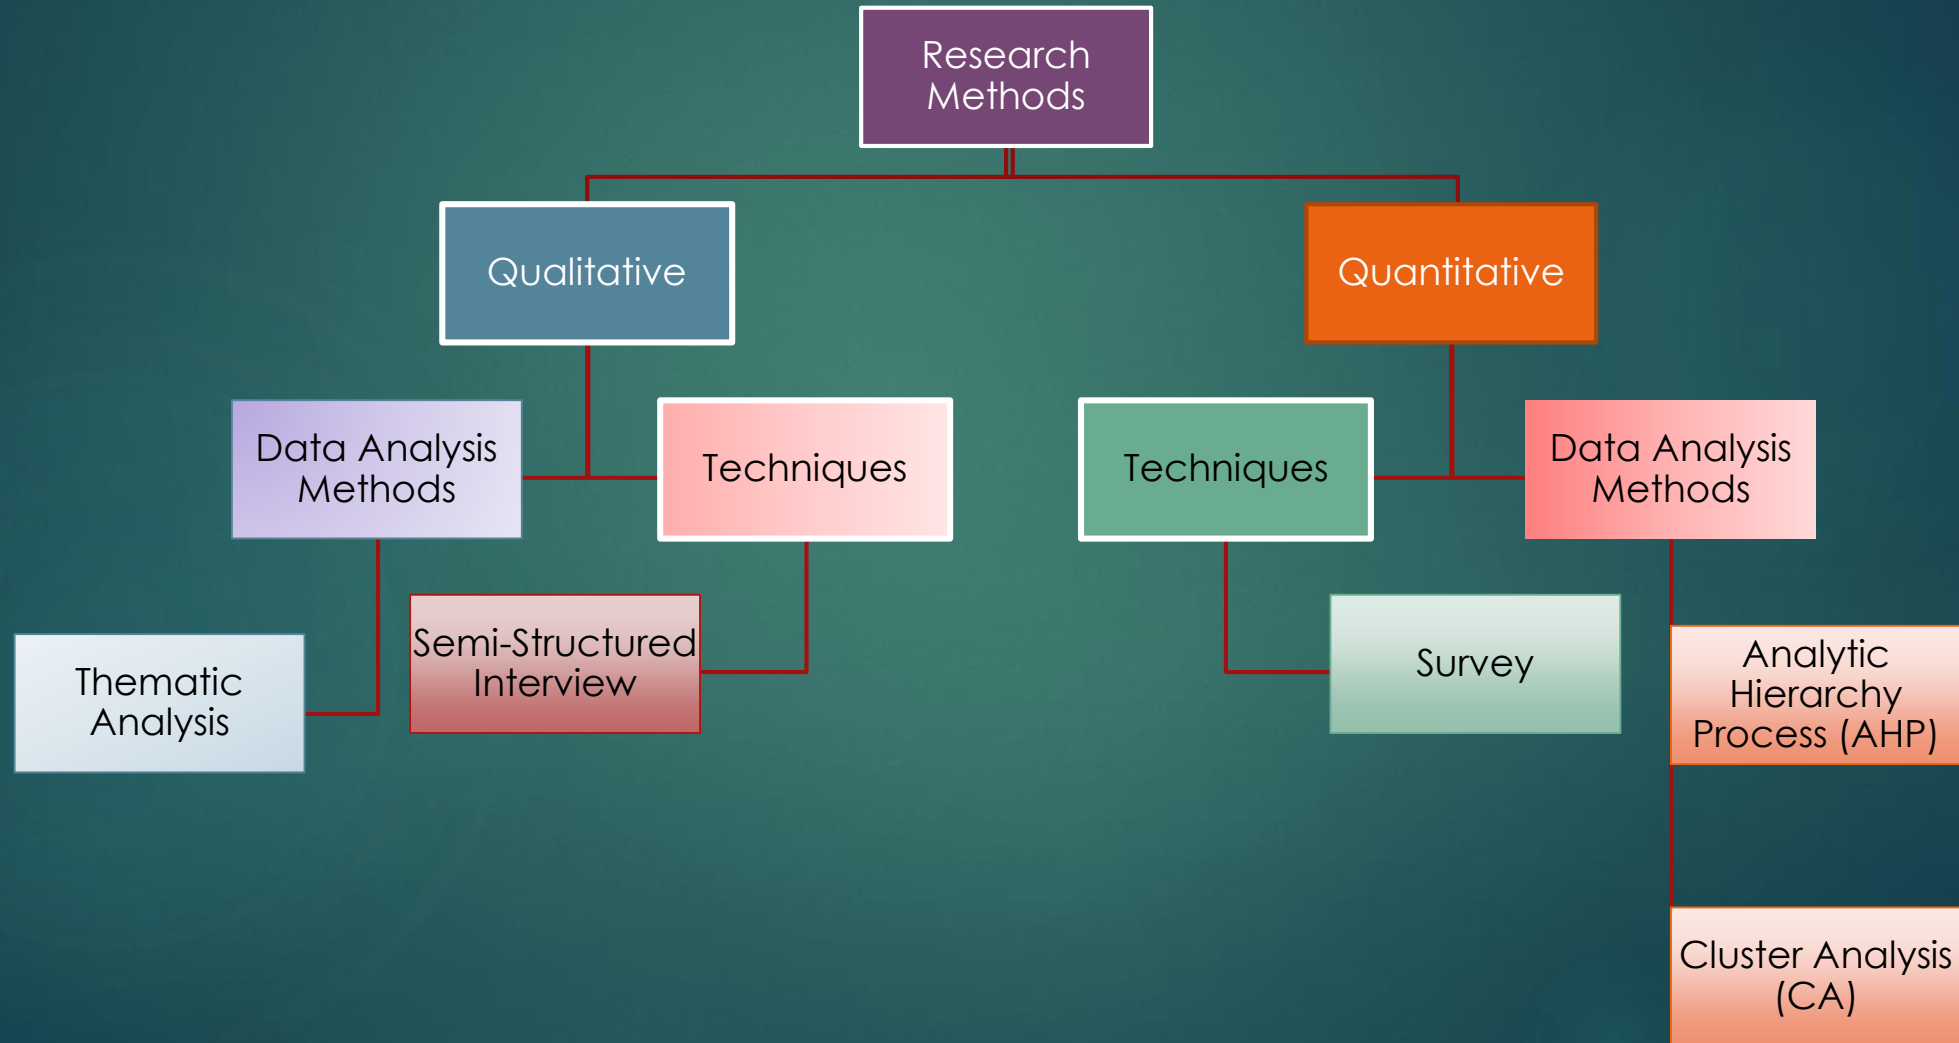 Research
Methods
Qualitative
Quantitative
Data Analysis
Methods
Techniques
Techniques
Data Analysis
Methods
Thematic
Analysis
Semi-Structured
Interview
Survey
Analytic
Hierarchy
Process (AHP)
Cluster Analysis
(CA)